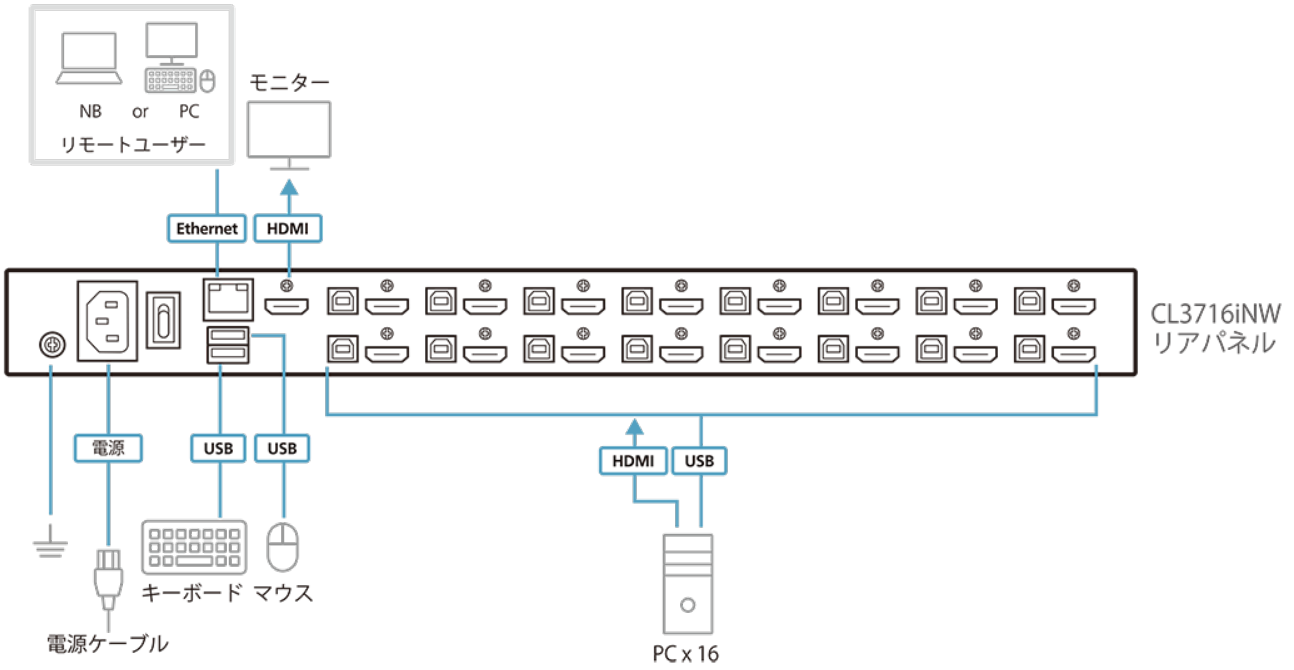 NB or PC
リモートユーザー
モニター
Ethernet
HDMI
CL3716iNW
リアパネル
電源
USB
USB
HDMI
USB
キーボード
マウス
電源ケーブル
PC x 16